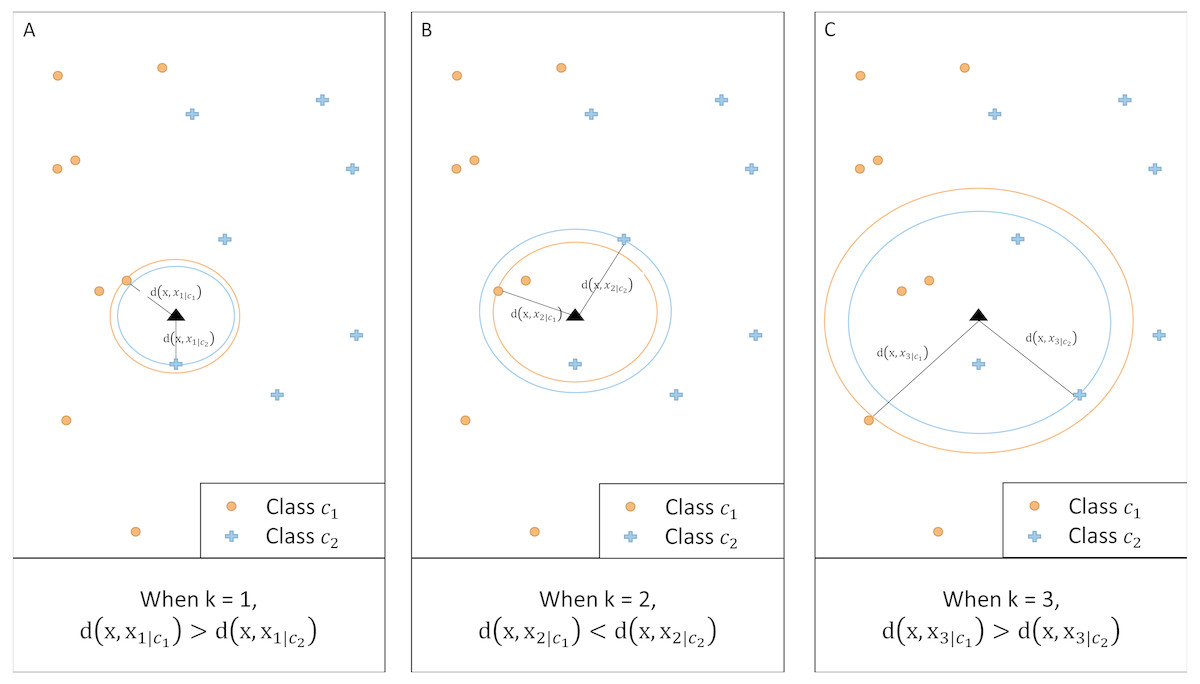 A
d(x, x₁|c₁)
d(x, x₁|c₂)
Class c₁
Class c₂
When k = 1,
d(x, x₁|c₁) > d(x, x₁|c₂)
B
d(x, x₂|c₂)
d(x, x₂|c₁)
Class c₁
Class c₂
When k = 2,
d(x, x₂|c₁) < d(x, x₂|c₂)
C
d(x, x₃|c₂)
d(x, x₃|c₁)
Class c₁
Class c₂
When k = 3,
d(x, x₃|c₁) > d(x, x₃|c₂)